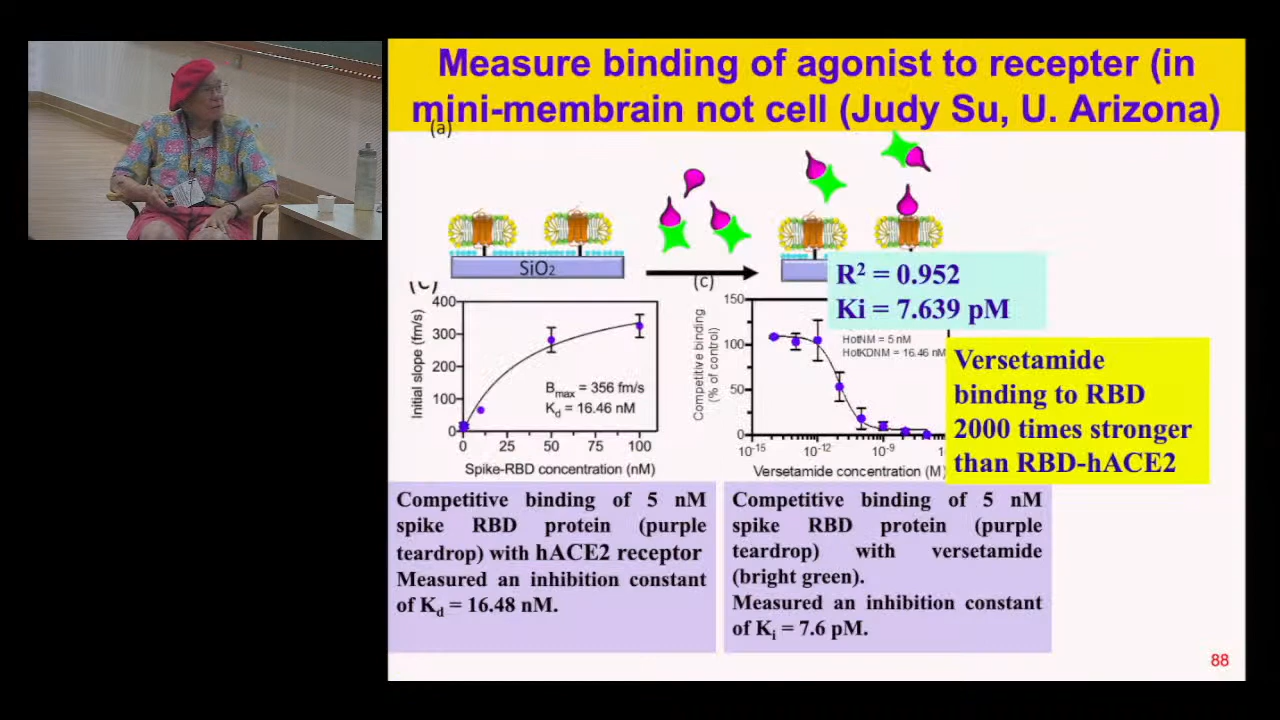 Measure binding of agonist to recepter (in
mini-membrain not cell (Judy Su, U. Arizona)
(a)
SiO2
R2 = 0.952
Ki = 7.639 pM
(c)
400
300
200
100
0
Initial slope (fm/s)
Bmax = 356 fm/s
Kd = 16.46 nM
0 25 50 75 100
Spike-RBD concentration (nM)
(c)
150
100
50
0
Competitive binding
(% of control)
HotNM = 5 nM
HotKDNM = 16.46 nM
10-15 10-12 10-9
Versetamide concentration (M)
Versetamide
binding to RBD
2000 times stronger
than RBD-hACE2
Competitive binding of 5 nM
spike RBD protein (purple
teardrop) with hACE2 receptor
Measured an inhibition constant
of Kd = 16.48 nM.
Competitive binding of 5 nM
spike RBD protein (purple
teardrop) with versetamide
(bright green).
Measured an inhibition constant
of Ki = 7.6 pM.
88